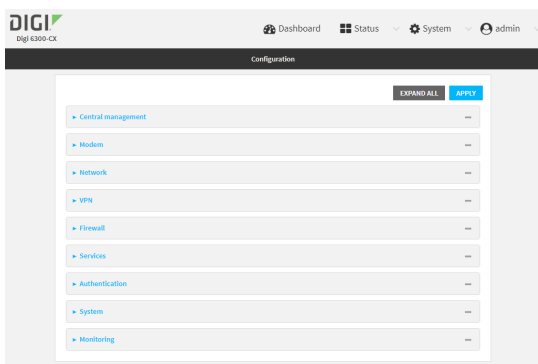 DIGI
Digi 6300-CX
Dashboard Status System admin
Configuration
EXPAND ALL APPLY
Central management
Modem
Network
VPN
Firewall
Services
Authentication
System
Monitoring